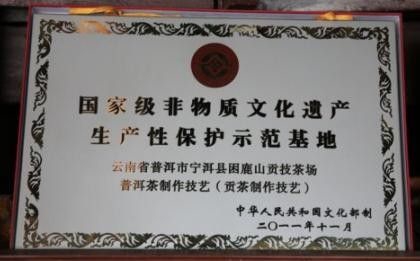 国家级非物质文化遗产
生产性保护示范基地
云南省普洱市宁洱县困鹿山贡技茶场
普洱茶制作技艺（贡茶制作技艺）
中华人民共和国文化部制
二〇一一年十一月